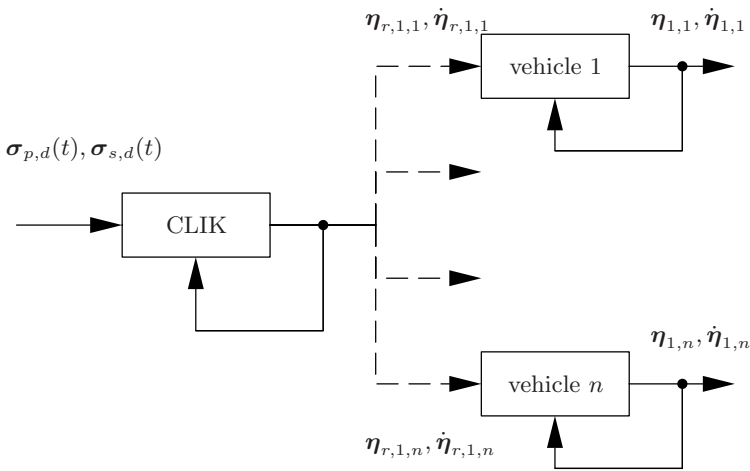 η_{r,1,1}, η̇_{r,1,1}
η_{1,1}, η̇_{1,1}
vehicle 1
σ_{p,d}(t), σ_{s,d}(t)
CLIK
η_{1,n}, η̇_{1,n}
vehicle n
η_{r,1,n}, η̇_{r,1,n}